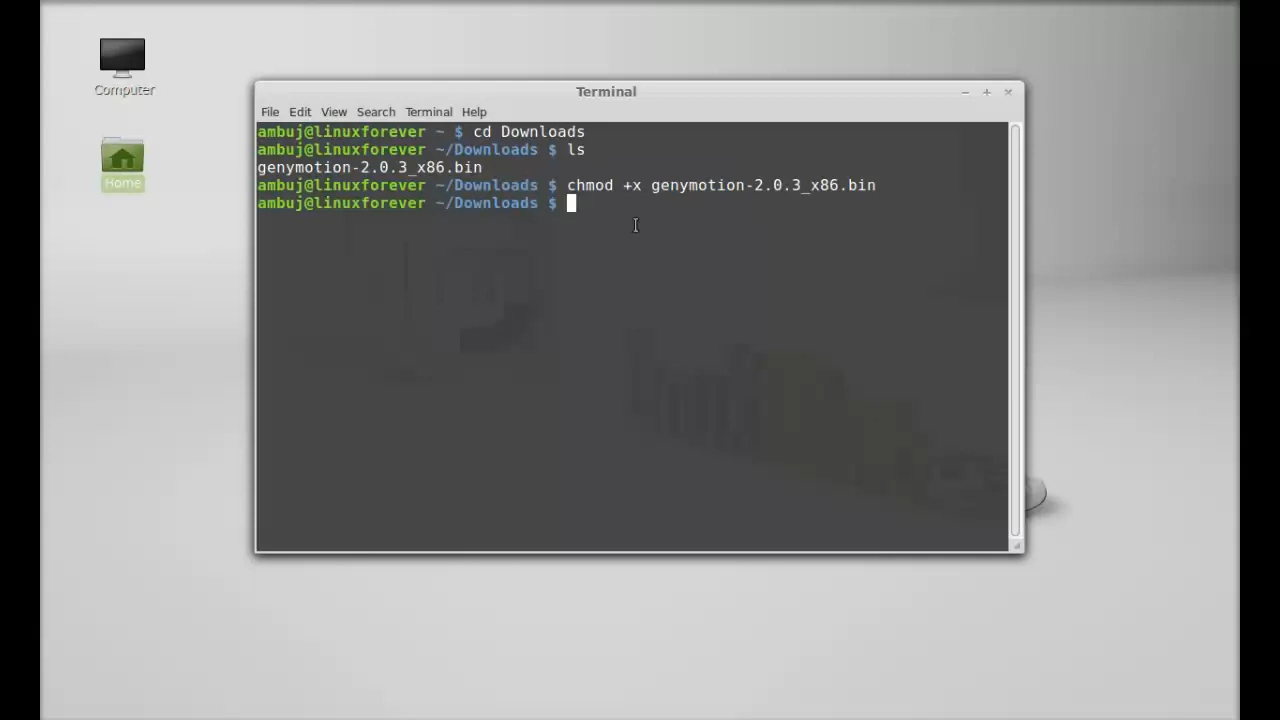 Computer
Home
Terminal
File Edit View Search Terminal Help
ambuj@linuxforever ~ $ cd Downloads
ambuj@linuxforever ~/Downloads $ ls
genymotion-2.0.3_x86.bin
ambuj@linuxforever ~/Downloads $ chmod +x genymotion-2.0.3_x86.bin
ambuj@linuxforever ~/Downloads $